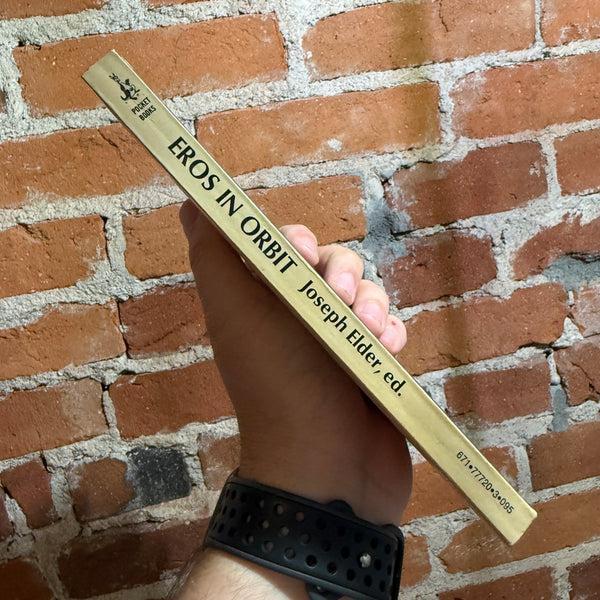 POCKET
BOOKS
EROS IN ORBIT Joseph Elder, ed.
671•77720•3•095